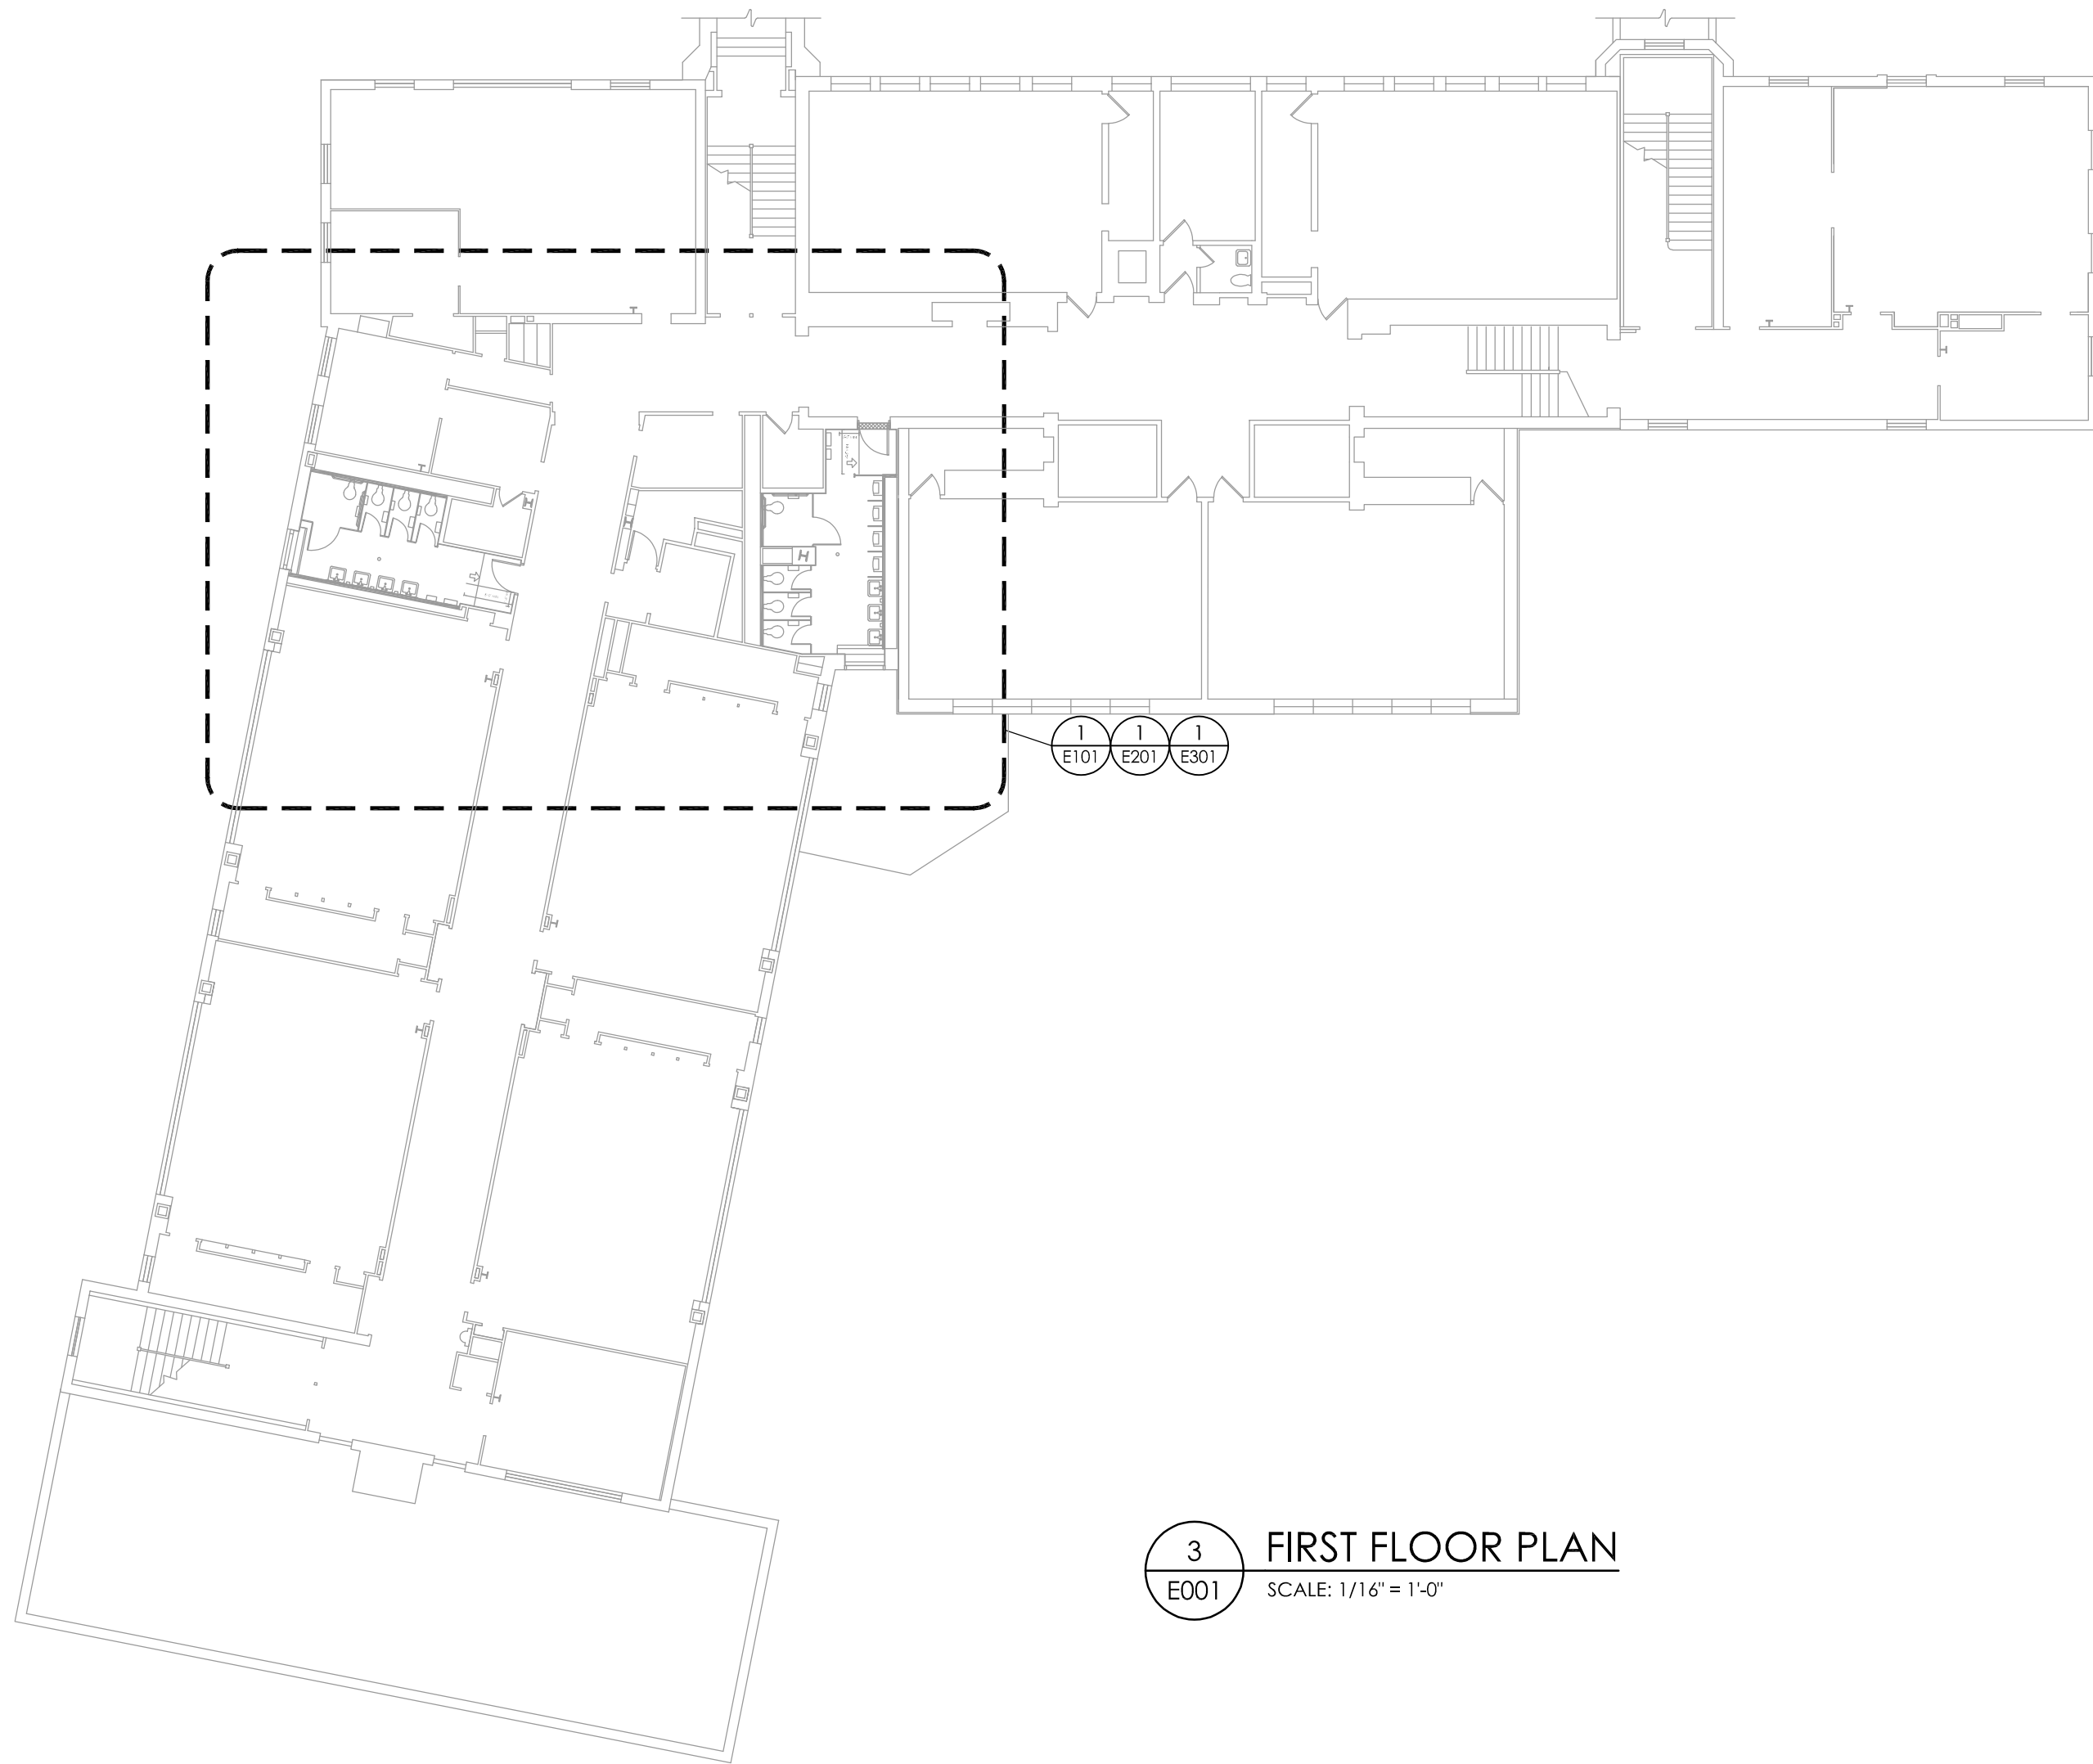 1
E101
1
E201
1
E301
3
E001
FIRST FLOOR PLAN
SCALE: 1/16" = 1'-0"